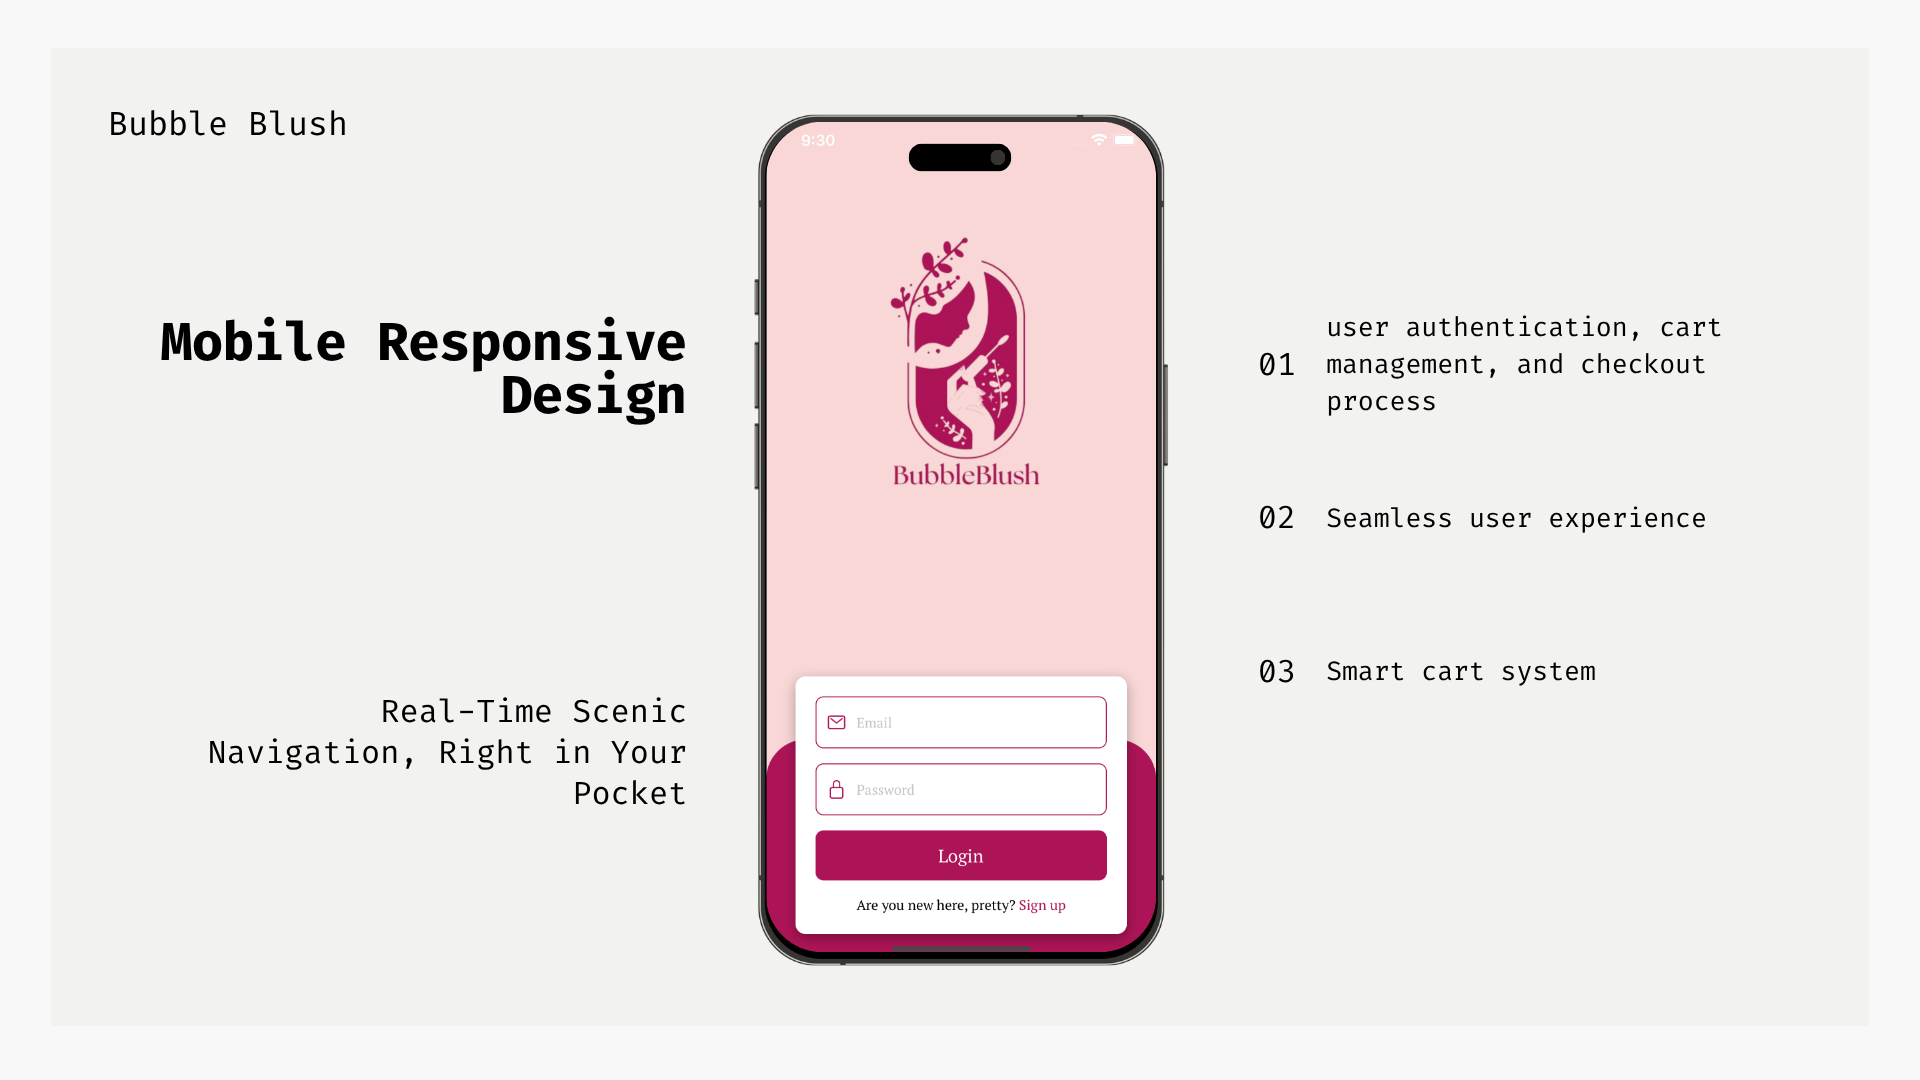 Bubble Blush
Mobile Responsive
Design
Real-Time Scenic
Navigation, Right in Your
Pocket
9:30
BubbleBlush
Email
Password
Login
Are you new here, pretty? Sign up
01
user authentication, cart
management, and checkout
process
02
Seamless user experience
03
Smart cart system